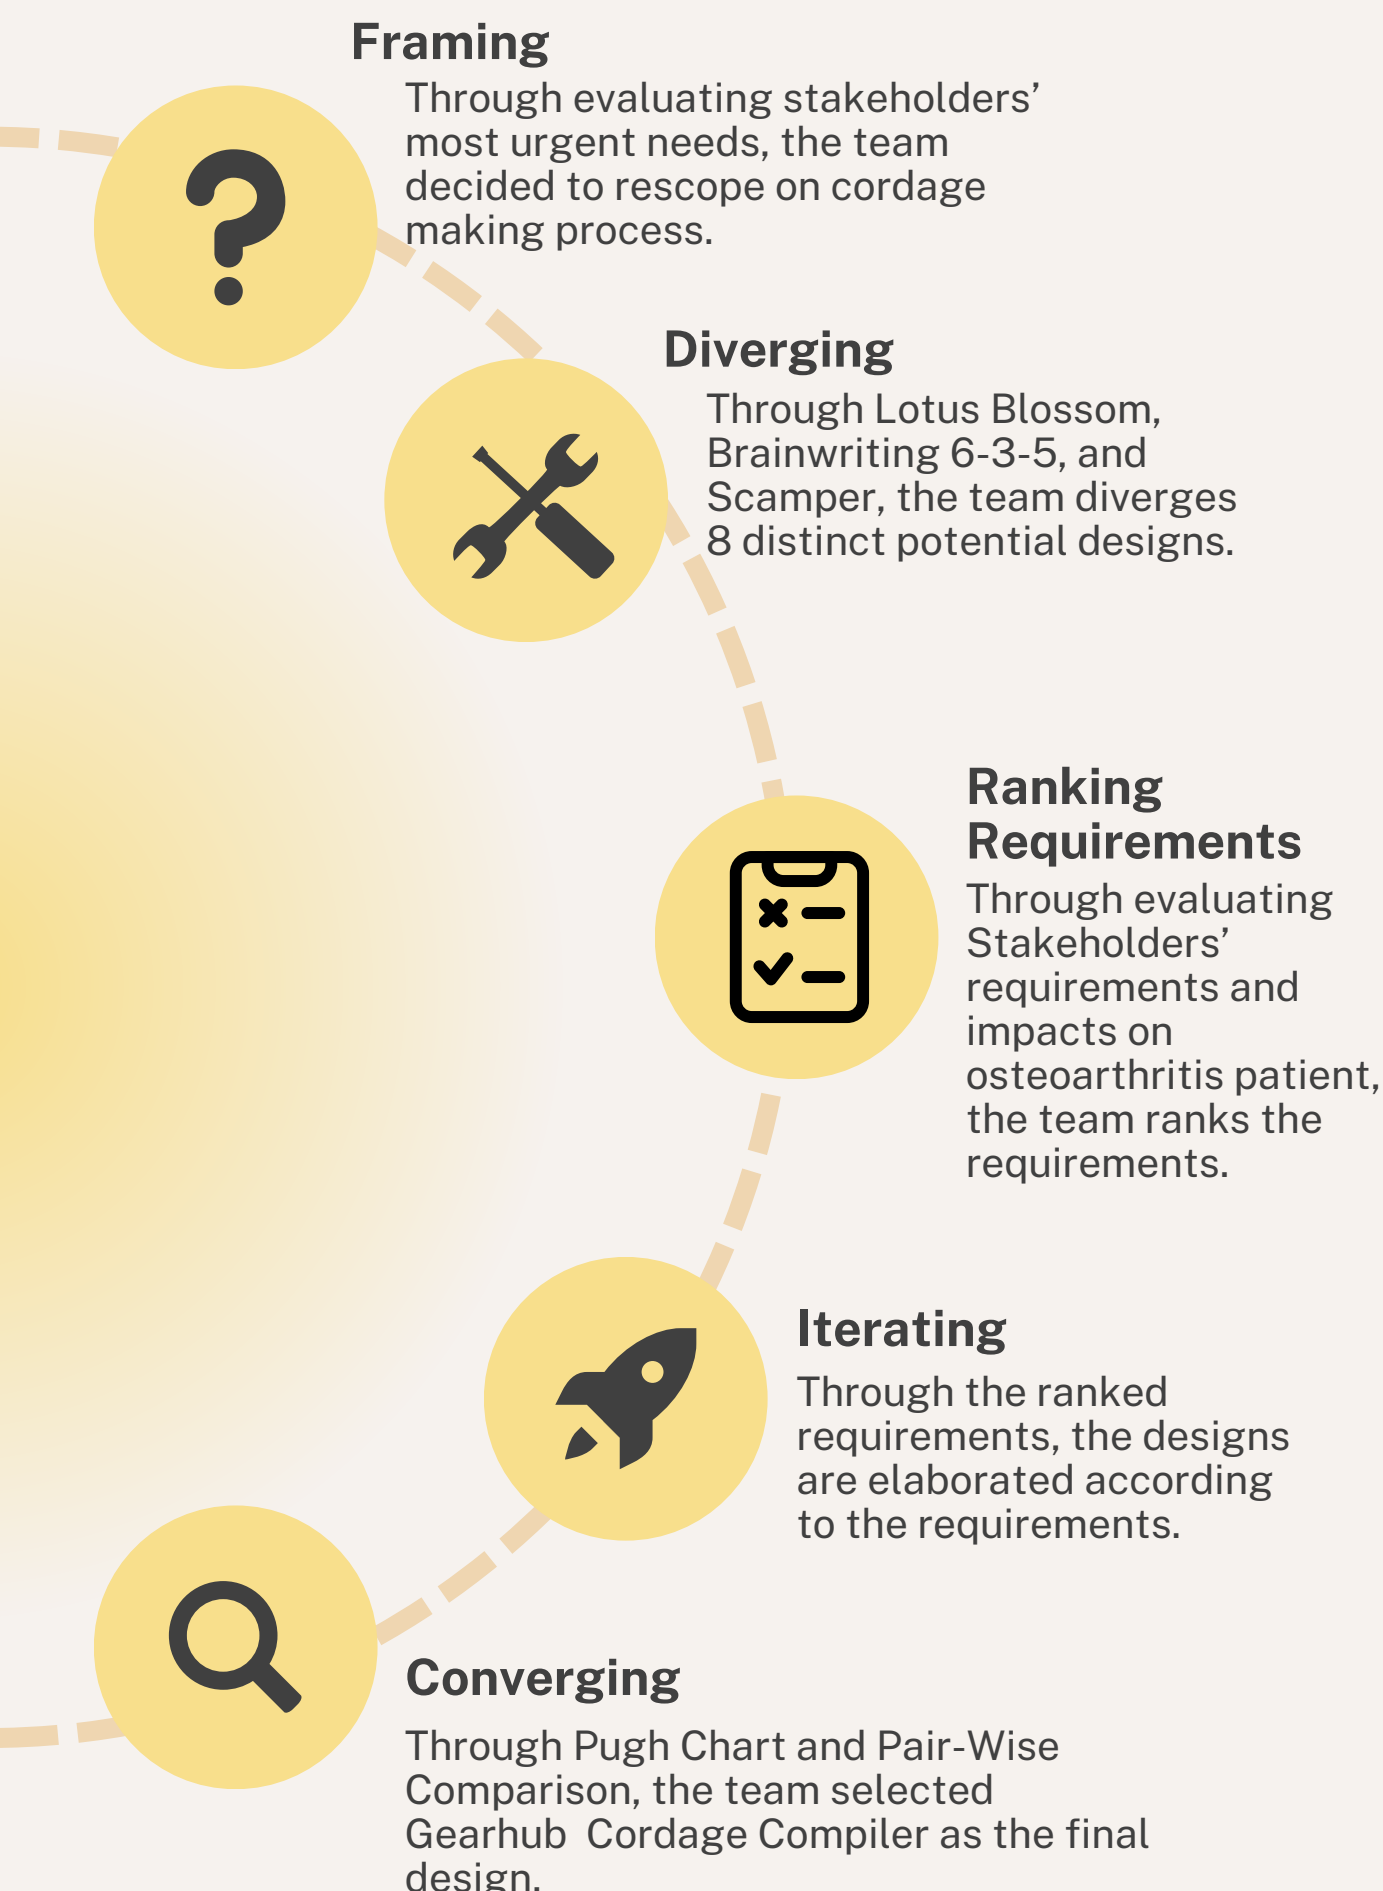 Framing
Through evaluating stakeholders’
most urgent needs, the team
decided to rescope on cordage
making process.
Diverging
Through Lotus Blossom,
Brainwriting 6-3-5, and
Scamper, the team diverges
8 distinct potential designs.
Ranking
Requirements
Through evaluating
Stakeholders’
requirements and
impacts on
osteoarthritis patient,
the team ranks the
requirements.
Iterating
Through the ranked
requirements, the designs
are elaborated according
to the requirements.
Converging
Through Pugh Chart and Pair-Wise
Comparison, the team selected
Gearhub  Cordage Compiler as the final
design.